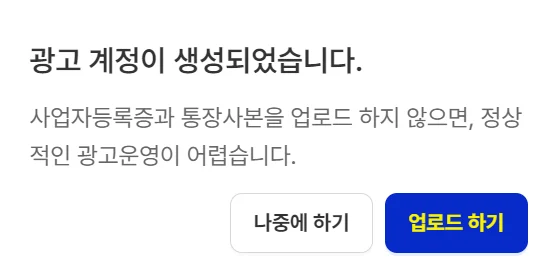 광고 계정이 생성되었습니다.
사업자등록증과 통장사본을 업로드 하지 않으면, 정상
적인 광고운영이 어렵습니다.
나중에 하기
업로드 하기